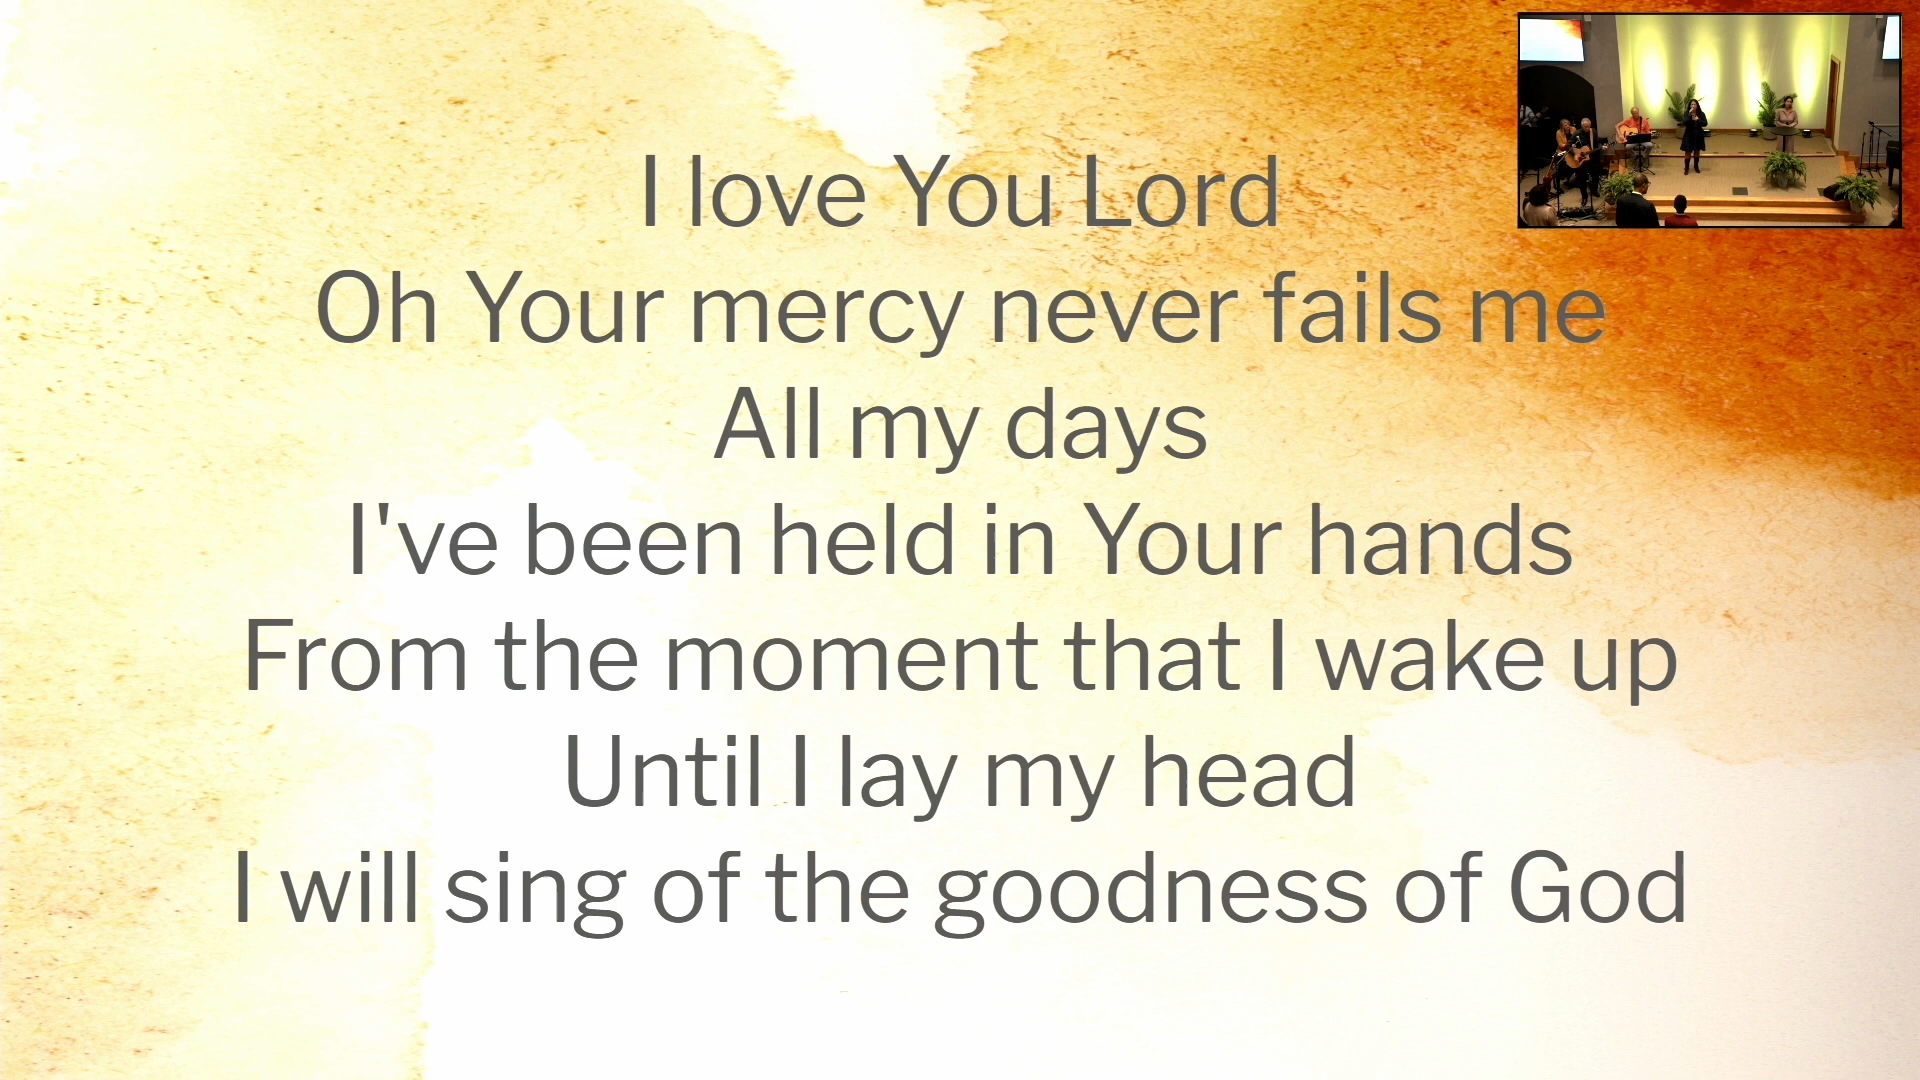 I love You Lord
Oh Your mercy never fails me
All my days
I've been held in Your hands
From the moment that I wake up
Until I lay my head
I will sing of the goodness of God